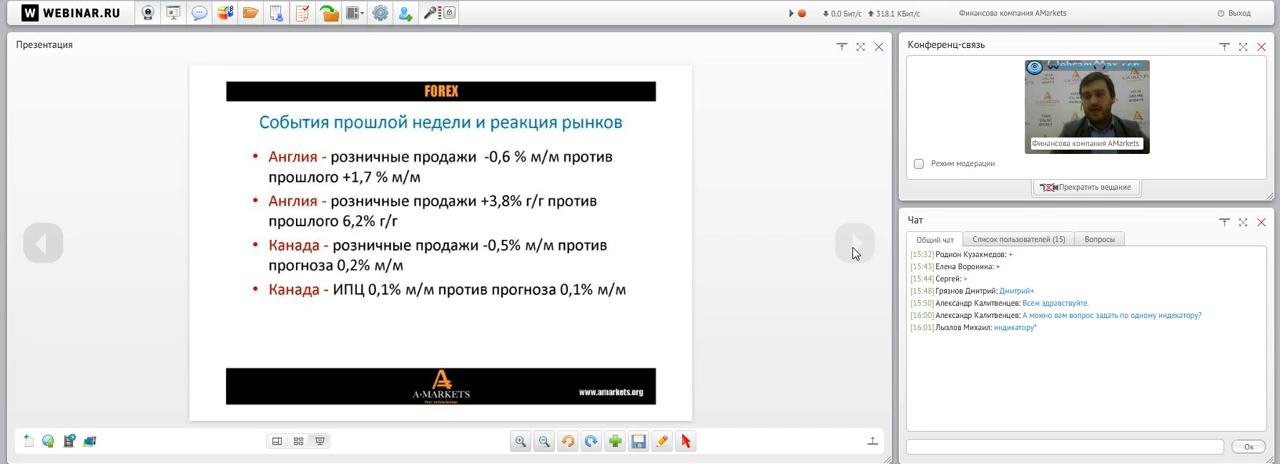 WEBINAR.RU
0.0 Бит/с
318.1 КБит/с
Финансова компания AMarkets
Выход
Презентация
FOREX
События прошлой недели и реакция рынков
• Англия - розничные продажи -0,6 % м/м против
прошлого +1,7 % м/м
• Англия - розничные продажи +3,8% г/г против
прошлого 6,2% г/г
• Канада - розничные продажи -0,5% м/м против
прогноза 0,2% м/м
• Канада - ИПЦ 0,1% м/м против прогноза 0,1% м/м
A-MARKETS
www.amarkets.org
Конференц-связь
Финансова компания AMarkets
Режим модерации
Прекратить вещание
Чат
Общий чат
Список пользователей (15)
Вопросы
[15:32] Родион Кузахмедов: +
[15:43] Елена Воронина: +
[15:44] Сергей: +
[15:48] Грязнов Дмитрий: Дмитрий+
[15:50] Александр Калитвенцев: Всем здравствуйте.
[16:00] Александр Калитвенцев: А можно вам вопрос задать по одному индекатору?
[16:01] Лызлов Михаил: индикатору*
Ок